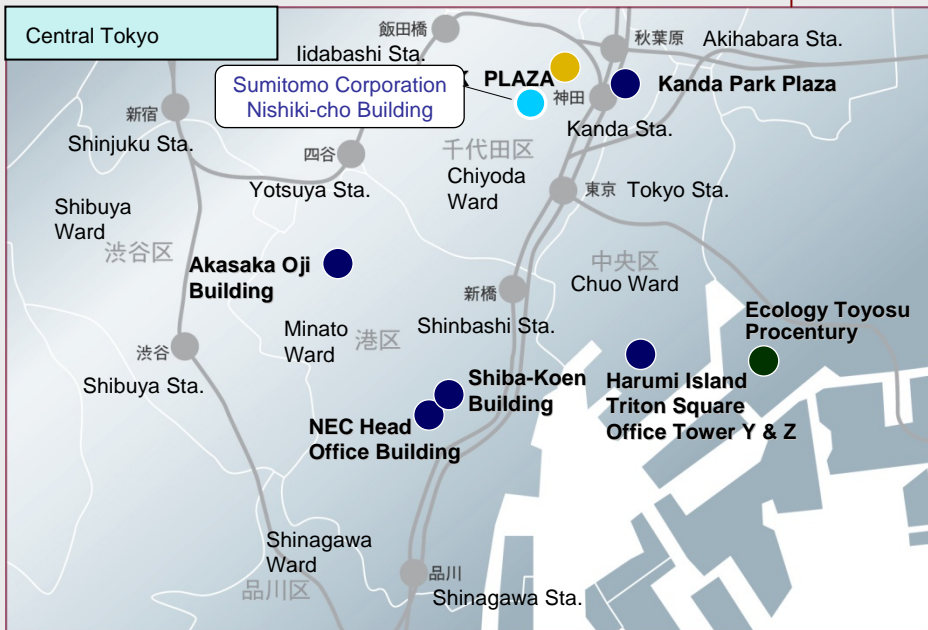 Central Tokyo
飯田橋
Iidabashi Sta.
秋葉原
Akihabara Sta.
Sumitomo Corporation
Nishiki-cho Building
PLAZA
神田
Kanda Park Plaza
Kanda Sta.
新宿
Shinjuku Sta.
四谷
Yotsuya Sta.
千代田区
Chiyoda
Ward
東京
Tokyo Sta.
Shibuya
Ward
渋谷区
Akasaka Oji
Building
中央区
Chuo Ward
新橋
Shinbashi Sta.
Minato
Ward
港区
渋谷
Shibuya Sta.
Ecology Toyosu
Procentury
Harumi Island
Triton Square
Office Tower Y & Z
Shiba-Koen
Building
NEC Head
Office Building
Shinagawa
Ward
品川区
品川
Shinagawa Sta.